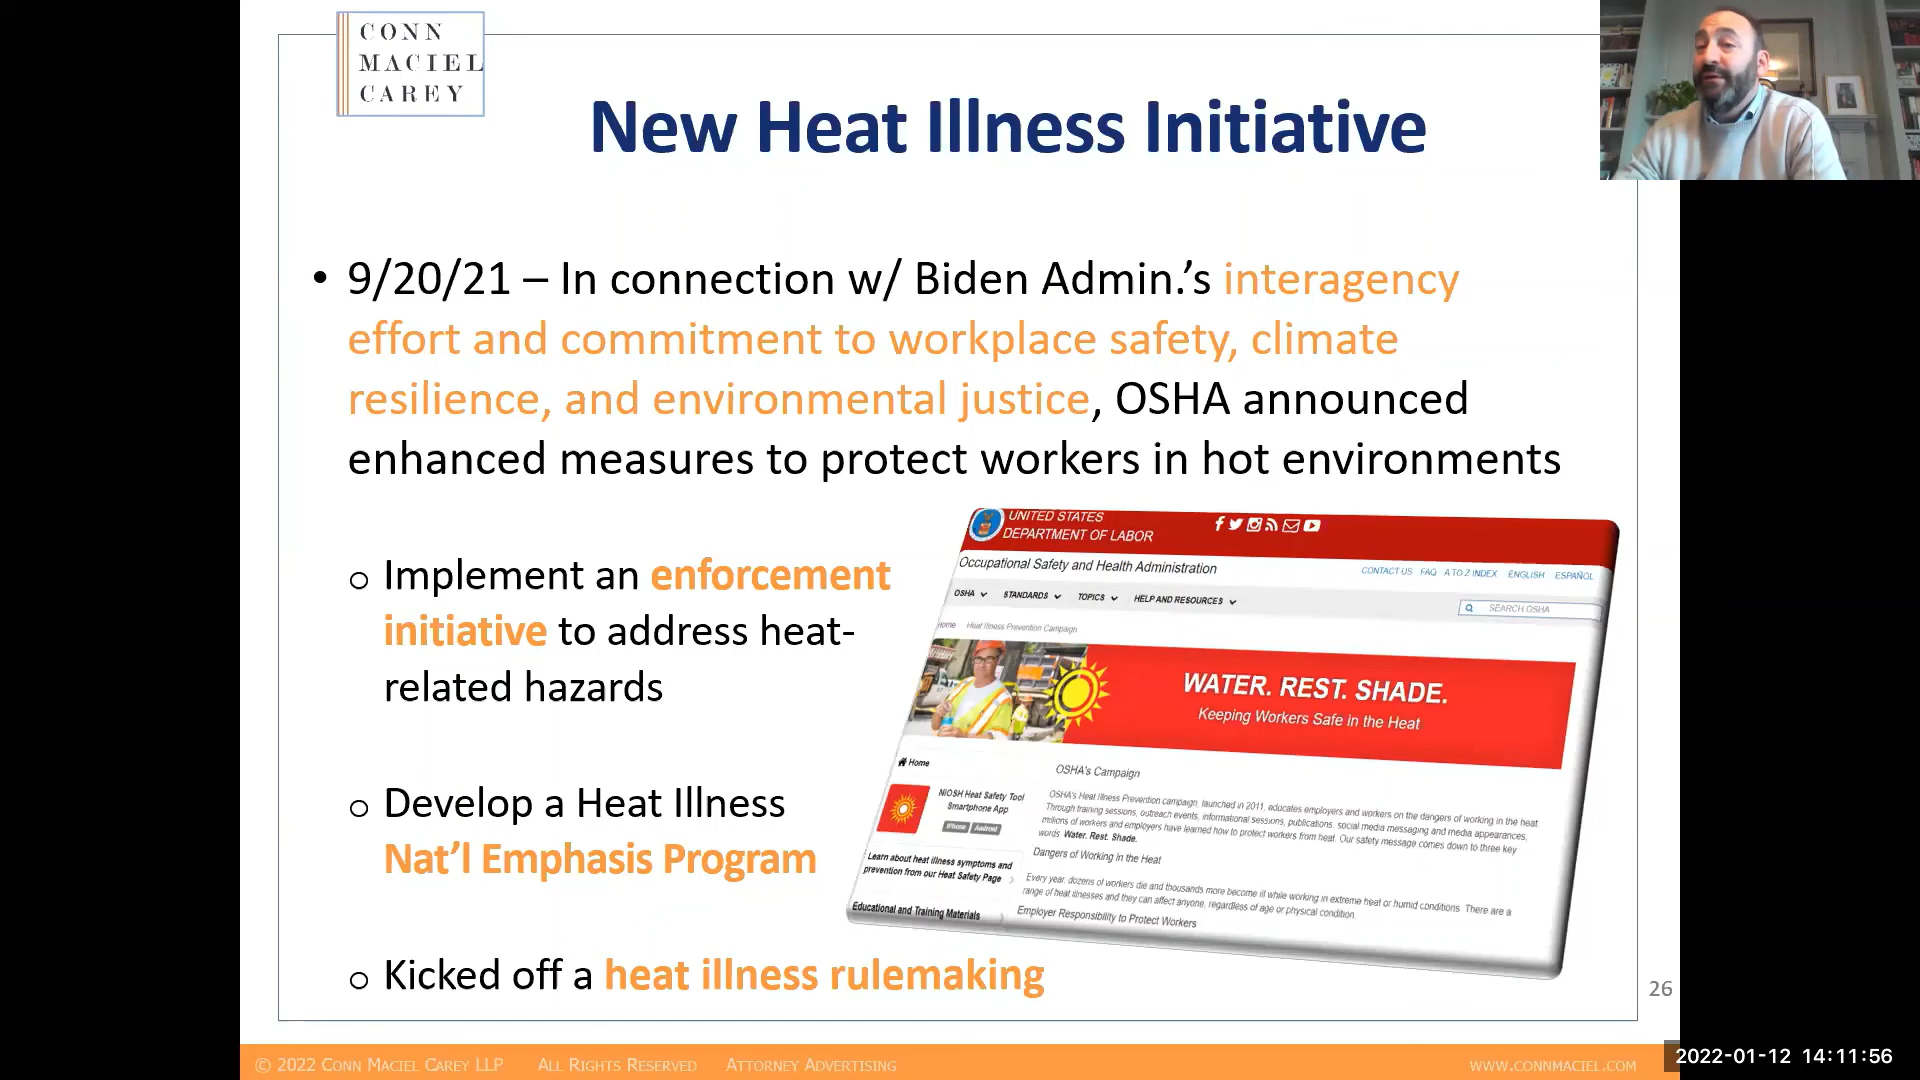 CONN
MACIEL
CAREY
New Heat Illness Initiative
• 9/20/21 – In connection w/ Biden Admin.’s interagency
effort and commitment to workplace safety, climate
resilience, and environmental justice, OSHA announced
enhanced measures to protect workers in hot environments
o Implement an enforcement
initiative to address heat-
related hazards
o Develop a Heat Illness
Nat’l Emphasis Program
o Kicked off a heat illness rulemaking
UNITED STATES
DEPARTMENT OF LABOR
Occupational Safety and Health Administration
CONTACT US FAQ A TO Z INDEX ENGLISH ESPAÑOL
OSHA STANDARDS TOPICS HELP AND RESOURCES
SEARCH OSHA
Home Heat Illness Prevention Campaign
WATER. REST. SHADE.
Keeping Workers Safe in the Heat
Home
NIOSH Heat Safety Tool
Smartphone App
iPhone Android
Learn about heat illness symptoms and
prevention from our Heat Safety Page
Educational and Training Materials
OSHA's Campaign
OSHA's Heat Illness Prevention campaign, launched in 2011, educates employers and workers on the dangers of working in the heat.
Through training sessions, outreach events, informational sessions, publications, social media messaging and media appearances,
millions of workers and employers have learned how to protect workers from heat. Our safety message comes down to three key
words Water. Rest. Shade.
Dangers of Working in the Heat
Every year, dozens of workers die and thousands more become ill while working in extreme heat or humid conditions. There are a
range of heat illnesses and they can affect anyone, regardless of age or physical condition.
Employer Responsibility to Protect Workers
26
© 2022 CONN MACIEL CAREY LLP ALL RIGHTS RESERVED ATTORNEY ADVERTISING WWW.CONNMACIEL.COM
2022-01-12 14:11:56